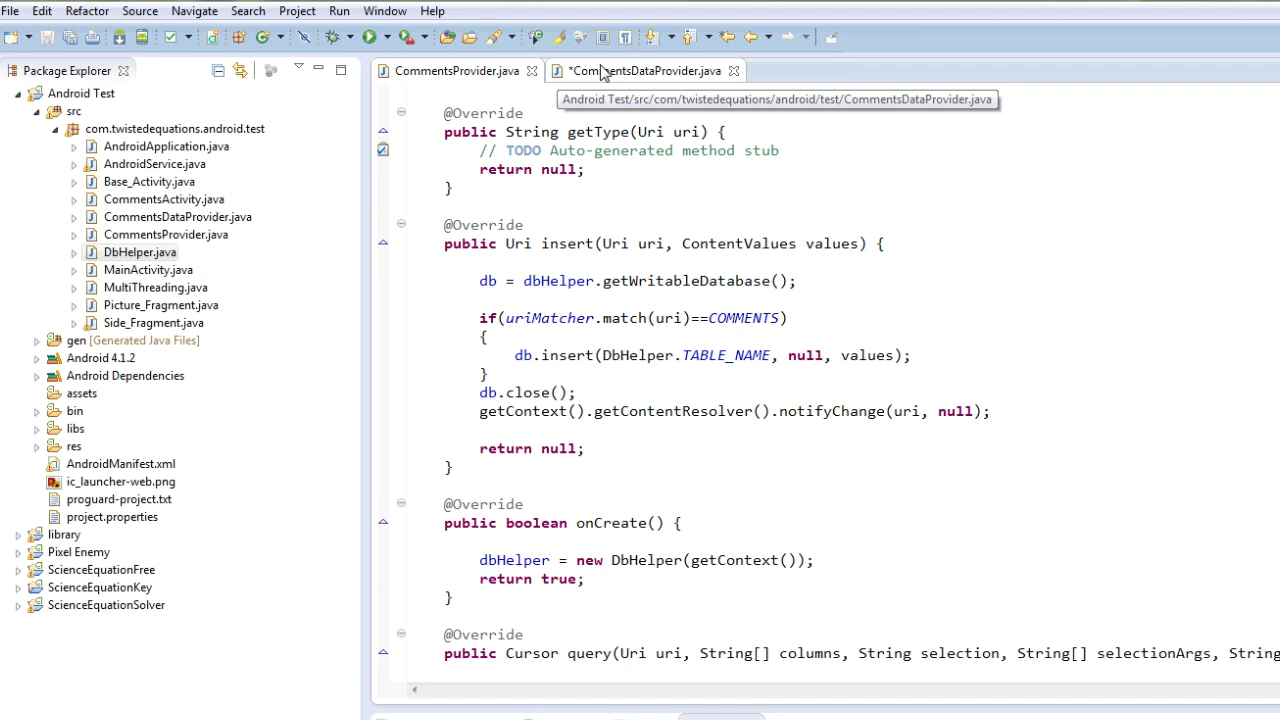 File Edit Refactor Source Navigate Search Project Run Window Help
Package Explorer
Android Test
src
com.twistedequations.android.test
AndroidApplication.java
AndroidService.java
Base_Activity.java
CommentsActivity.java
CommentsDataProvider.java
CommentsProvider.java
DbHelper.java
MainActivity.java
MultiThreading.java
Picture_Fragment.java
Side_Fragment.java
gen [Generated Java Files]
Android 4.1.2
Android Dependencies
assets
bin
libs
res
AndroidManifest.xml
ic_launcher-web.png
proguard-project.txt
project.properties
library
Pixel Enemy
ScienceEquationFree
ScienceEquationKey
ScienceEquationSolver
CommentsProvider.java *CommentsDataProvider.java
Android Test/src/com/twistedequations/android/test/CommentsDataProvider.java
@Override
public String getType(Uri uri) {
// TODO Auto-generated method stub
return null;
}
@Override
public Uri insert(Uri uri, ContentValues values) {
db = dbHelper.getWritableDatabase();
if(uriMatcher.match(uri)==COMMENTS)
{
db.insert(DbHelper.TABLE_NAME, null, values);
}
db.close();
getContext().getContentResolver().notifyChange(uri, null);
return null;
}
@Override
public boolean onCreate() {
dbHelper = new DbHelper(getContext());
return true;
}
@Override
public Cursor query(Uri uri, String[] columns, String selection, String[] selectionArgs, String